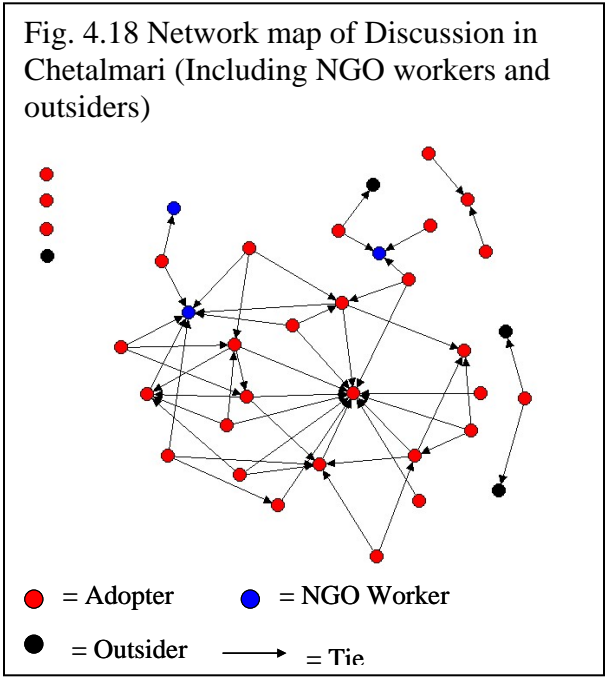 Fig. 4.18 Network map of Discussion in
Chetalmari (Including NGO workers and
outsiders)
= Adopter = NGO Worker
= Outsider = Tie